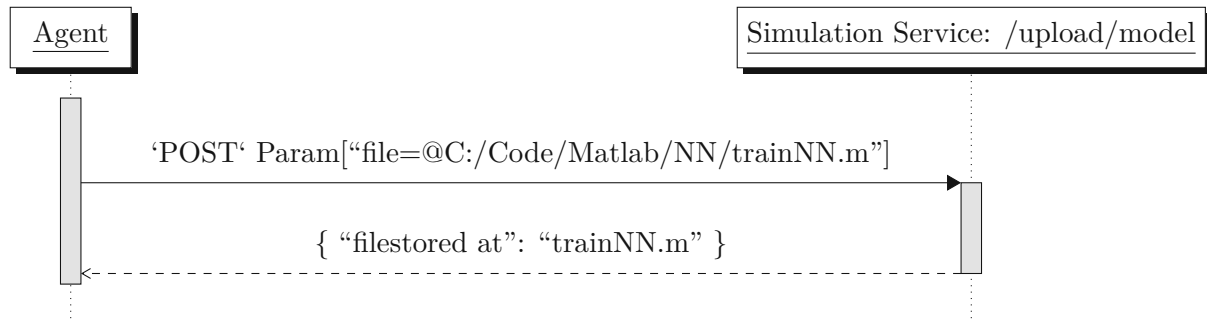 Agent
Simulation Service: /upload/model
‘POST‘ Param[“file=@C:/Code/Matlab/NN/trainNN.m”]
{ “filestored at”: “trainNN.m” }